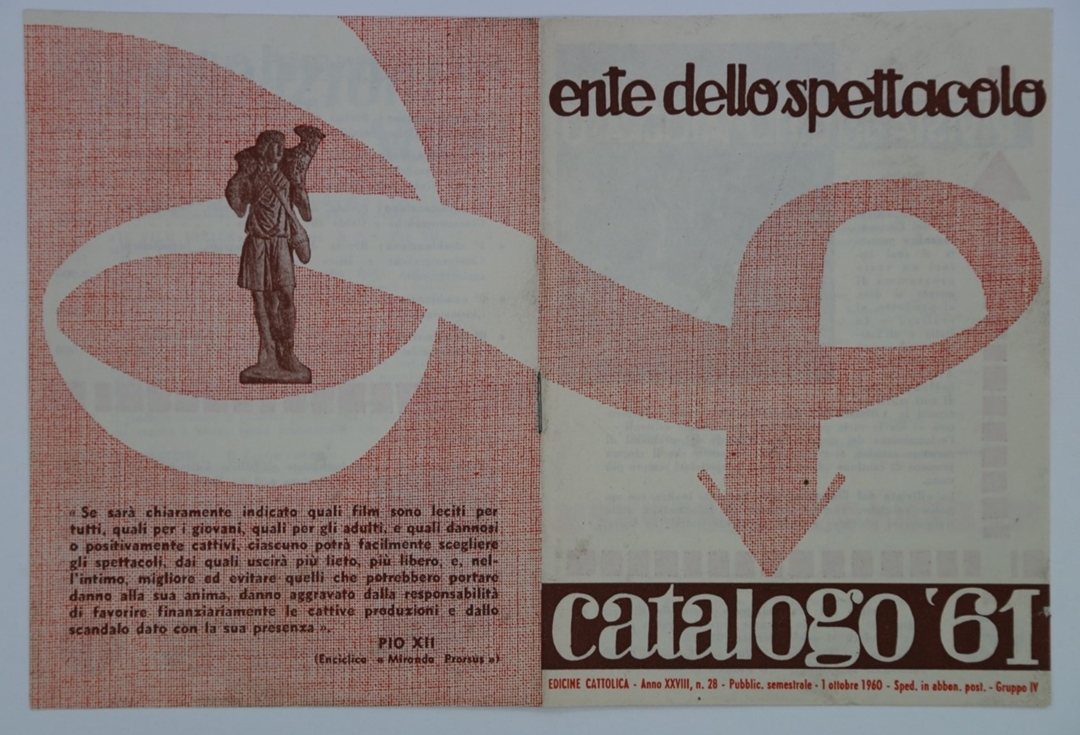 ente dello spettacolo
catalogo '61
EDICINE CATTOLICA - Anno XXVIII, n. 28 - Pubblic. semestrale - 1 ottobre 1960 - Sped. in abbon. post. - Gruppo IV
« Se sarà chiaramente indicato quali film sono leciti per
tutti, quali per i giovani, quali per gli adulti, e quali dannosi
o positivamente cattivi, ciascuno potrà facilmente scegliere
gli spettacoli, dai quali uscirà più lieto, più libero, e, nel-
l'intimo, migliore ed evitare quelli che potrebbero portare
danno alla sua anima, danno aggravato dalla responsabilità
di favorire finanziàriamente le cattive produzioni e dallo
scandalo dato con la sua presenza ».
PIO XII
(Enciclica « Miranda Prorsus »)